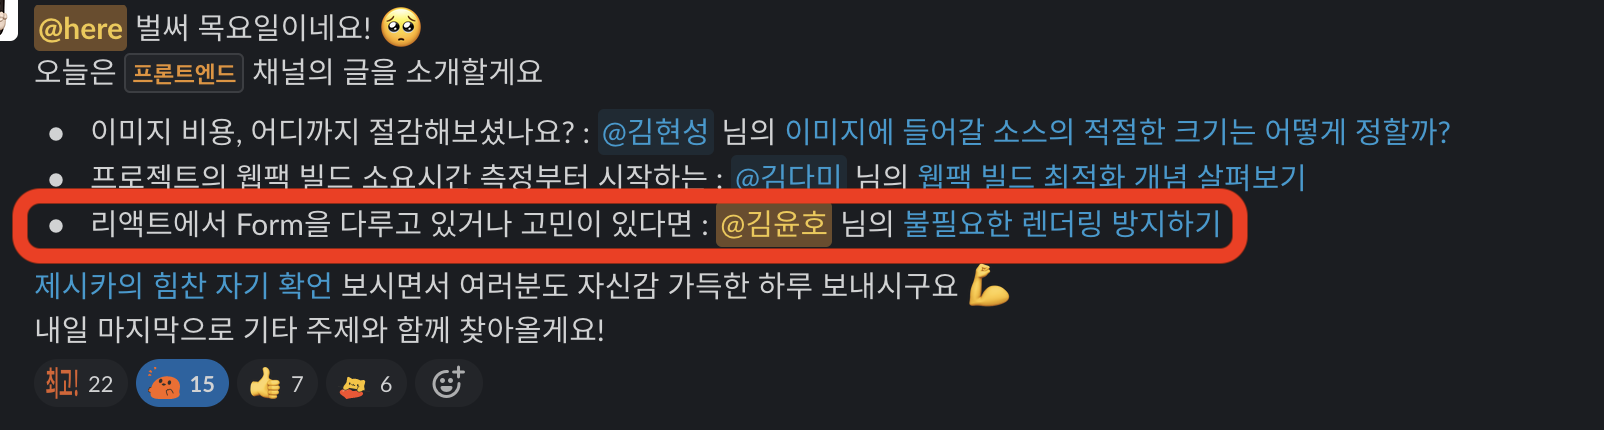 @here 벌써 목요일이네요!
오늘은 프론트엔드 채널의 글을 소개할게요
• 이미지 비용, 어디까지 절감해보셨나요? : @김현성 님의 이미지에 들어갈 소스의 적절한 크기는 어떻게 정할까?
• 프로젝트의 웹팩 빌드 소요시간 측정부터 시작하는 : @김다미 님의 웹팩 빌드 최적화 개념 살펴보기
• 리액트에서 Form을 다루고 있거나 고민이 있다면 : @김윤호 님의 불필요한 렌더링 방지하기
제시카의 힘찬 자기 확언 보시면서 여러분도 자신감 가득한 하루 보내시구요
내일 마지막으로 기타 주제와 함께 찾아올게요!
최고! 22 15 7 6